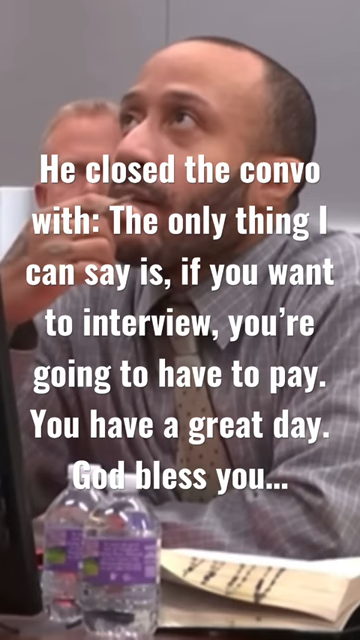 He closed the convo
with: The only thing I
can say is, if you want
to interview, you’re
going to have to pay.
You have a great day.
God bless you...